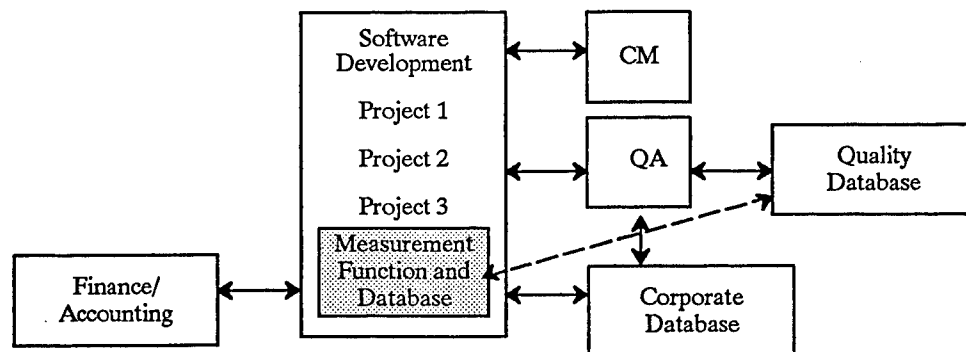 Software
Development
Project 1
Project 2
Project 3
Measurement
Function and
Database
CM
QA
Quality
Database
Finance/
Accounting
Corporate
Database